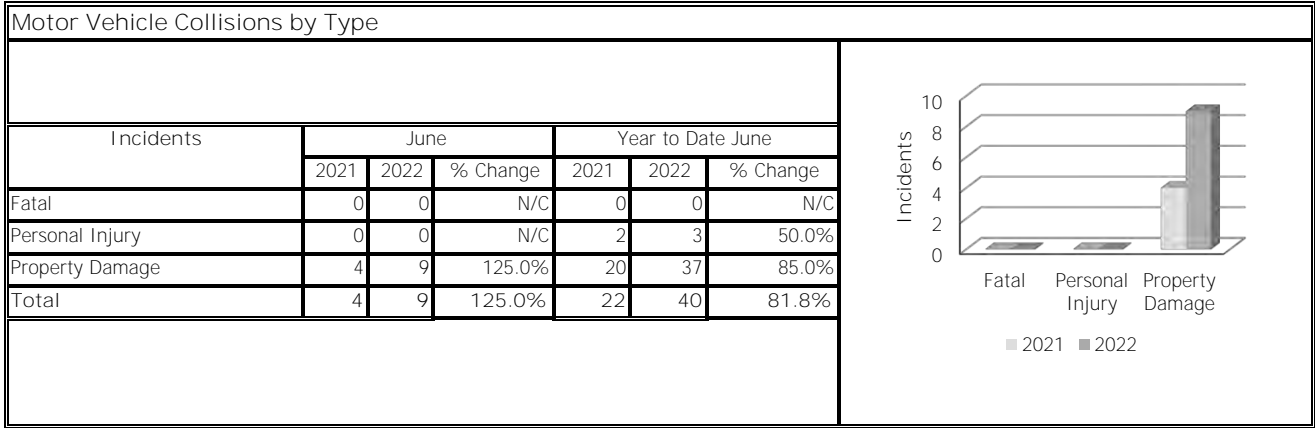 Motor Vehicle Collisions by Type
Incidents June Year to Date June
2021 2022 % Change 2021 2022 % Change
Fatal 0 0 N/C 0 0 N/C
Personal Injury 0 0 N/C 2 3 50.0%
Property Damage 4 9 125.0% 20 37 85.0%
Total 4 9 125.0% 22 40 81.8%
Incidents
10
8
6
4
2
0
Fatal Personal Property
Injury Damage
2021 2022